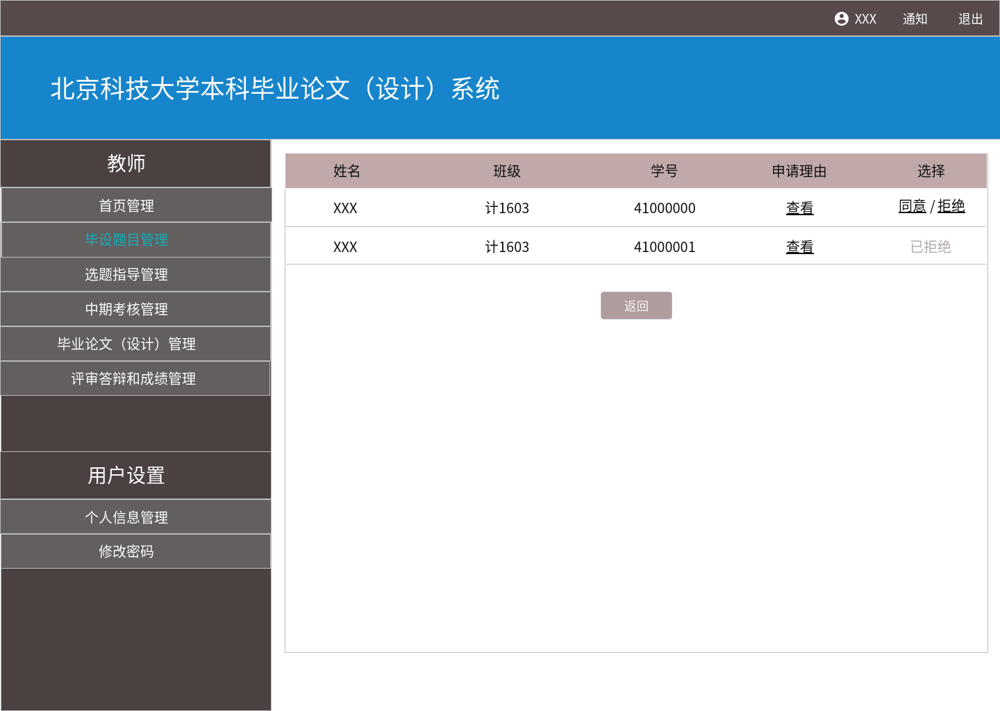 XXX 通知 退出
北京科技大学本科毕业论文（设计）系统
教师
首页管理
毕设题目管理
选题指导管理
中期考核管理
毕业论文（设计）管理
评审答辩和成绩管理
用户设置
个人信息管理
修改密码
姓名 班级 学号 申请理由 选择
XXX 计1603 41000000 查看 同意 / 拒绝
XXX 计1603 41000001 查看 已拒绝
返回